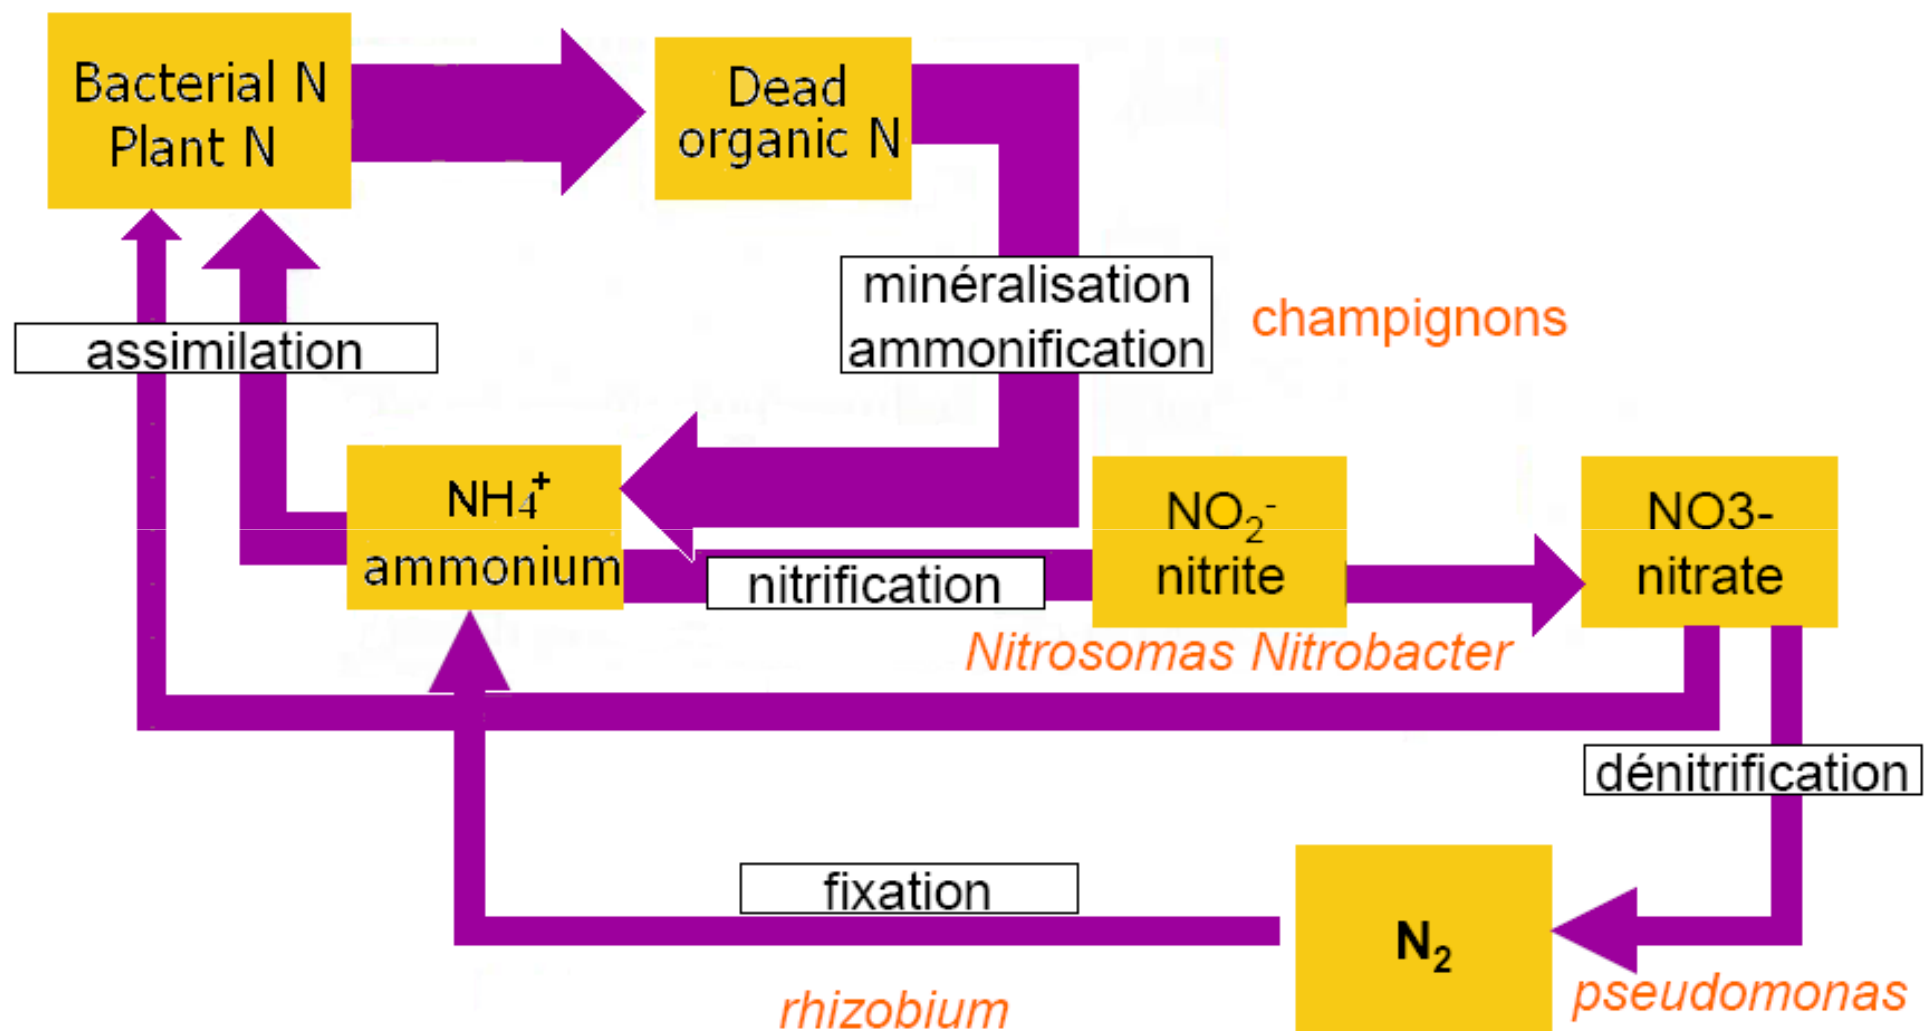 Bacterial N
Plant N
Dead
organic N
minéralisation
ammonification
champignons
assimilation
NH₄⁺
ammonium
nitrification
NO₂⁻
nitrite
NO3-
nitrate
Nitrosomas Nitrobacter
dénitrification
fixation
N₂
rhizobium
pseudomonas